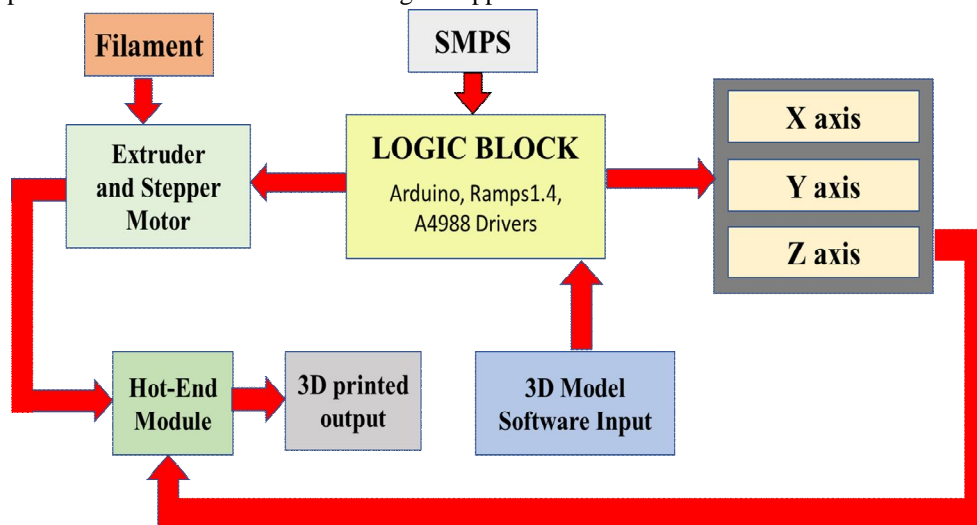 Filament
SMPS
LOGIC BLOCK
Arduino, Ramps1.4,
A4988 Drivers
Extruder
and Stepper
Motor
X axis
Y axis
Z axis
Hot-End
Module
3D printed
output
3D Model
Software Input